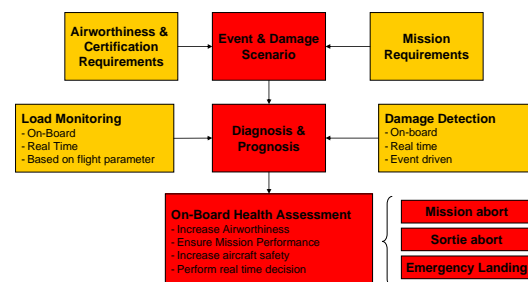 Airworthiness &
Certification
Requirements
Event & Damage
Scenario
Mission
Requirements
Load Monitoring
- On-Board
- Real Time
- Based on flight parameter
Diagnosis &
Prognosis
Damage Detection
- On-board
- Real time
- Event driven
On-Board Health Assessment
- Increase Airworthiness
- Ensure Mission Performance
- Increase aircraft safety
- Perform real time decision
Mission abort
Sortie abort
Emergency Landing